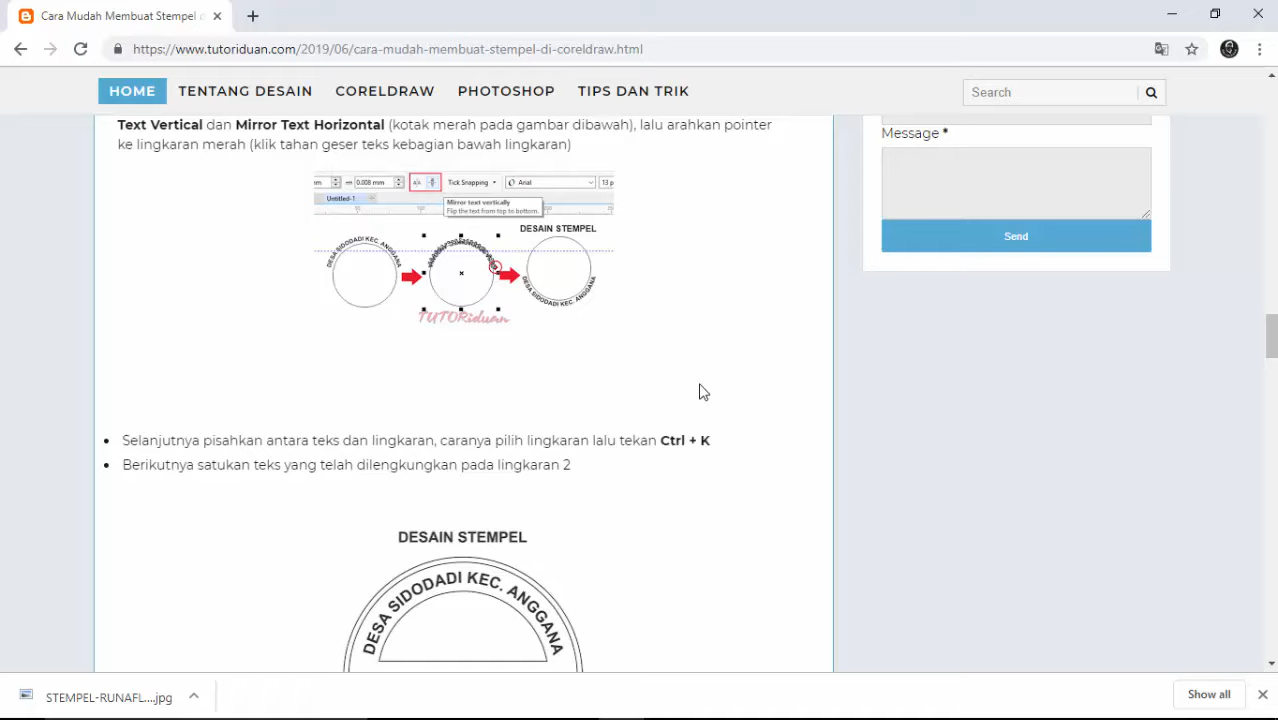 Cara Mudah Membuat Stempel d
https://www.tutoriduan.com/2019/06/cara-mudah-membuat-stempel-di-coreldraw.html
HOME TENTANG DESAIN CORELDRAW PHOTOSHOP TIPS DAN TRIK
Search
Text Vertical dan Mirror Text Horizontal (kotak merah pada gambar dibawah), lalu arahkan pointer
ke lingkaran merah (klik tahan geser teks kebagian bawah lingkaran)
Message *
Send
mm 0.008 mm Tick Snapping Arial 13 p
Untitled-1
Mirror text vertically
Flip the text from top to bottom.
DESAIN STEMPEL
DESA SIDODADI KEC. ANGGANA
DESA SIDODADI KEC. ANGGANA
TUTORiduan
• Selanjutnya pisahkan antara teks dan lingkaran, caranya pilih lingkaran lalu tekan Ctrl + K
• Berikutnya satukan teks yang telah dilengkungkan pada lingkaran 2
DESAIN STEMPEL
DESA SIDODADI KEC. ANGGANA
STEMPEL-RUNAFL....jpg
Show all